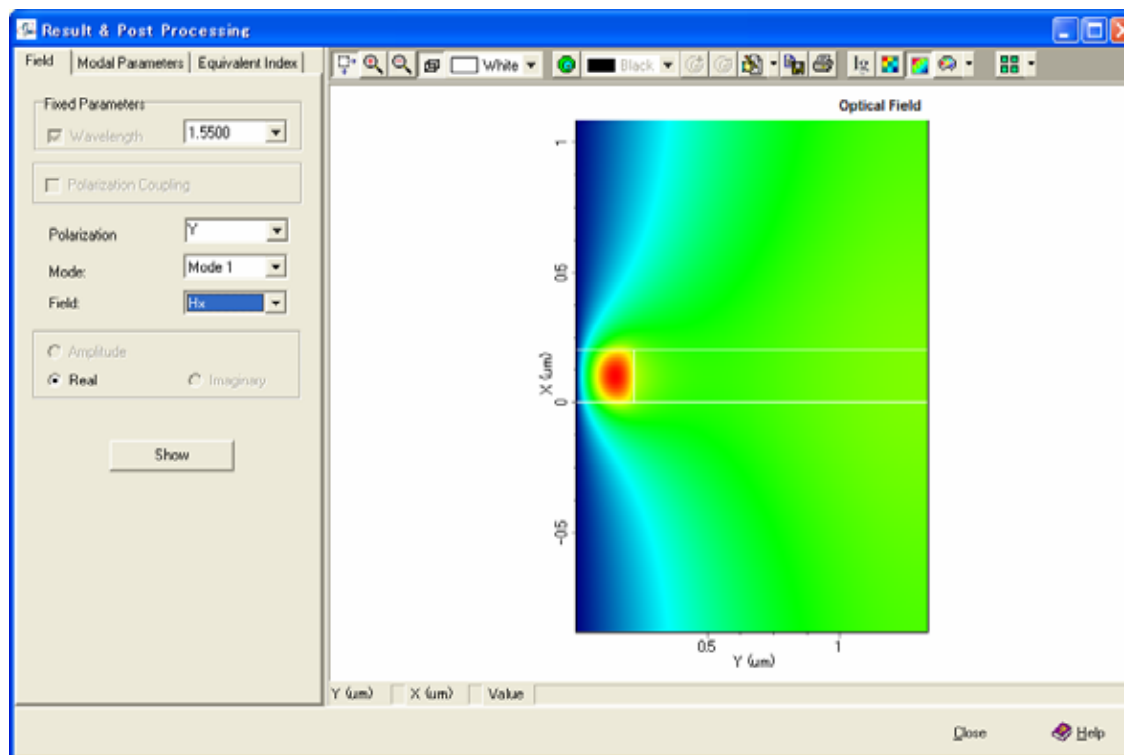 Result & Post Processing
Field Modal Parameters Equivalent Index
White Black lg
Fixed Parameters
Wavelength 1.5500
Polarization Coupling
Polarization Y
Mode: Mode 1
Field: Hx
Amplitude
Real Imaginary
Show
Optical Field
1
0.5
X (um)
0
-0.5
0.5 1
Y (um)
Y (um) X (um) Value
Close Help